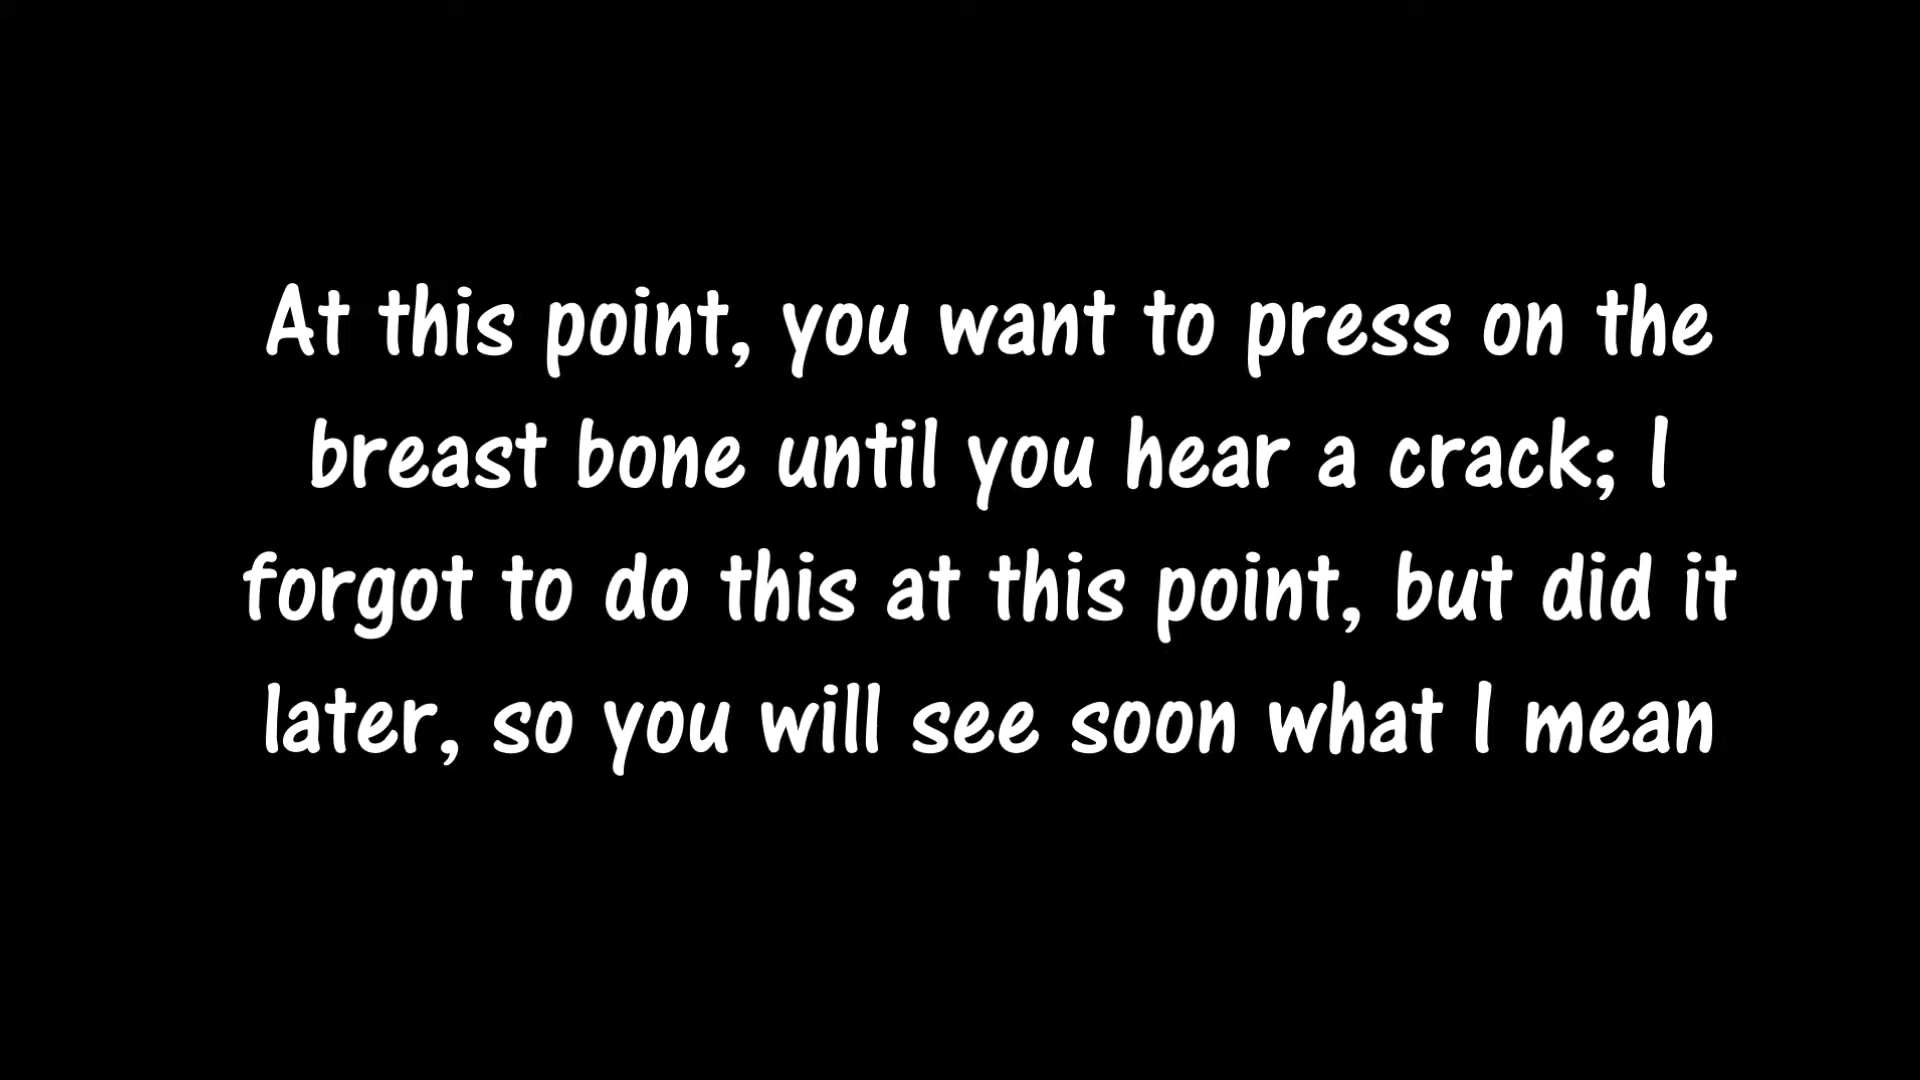 At this point, you want to press on the
breast bone until you hear a crack; I
forgot to do this at this point, but did it
later, so you will see soon what I mean